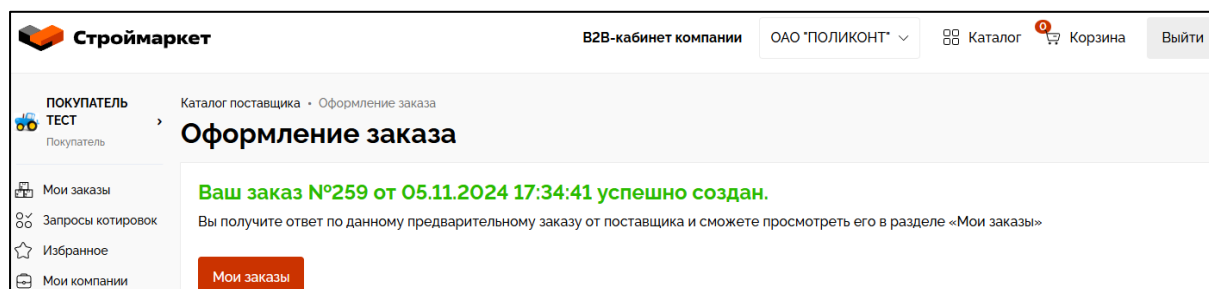 Строймаркет
B2B-кабинет компании
ОАО "ПОЛИКОНТ"
Каталог
0
Корзина
Выйти
ПОКУПАТЕЛЬ
ТЕСТ
Покупатель
Каталог поставщика • Оформление заказа
Оформление заказа
Мои заказы
Запросы котировок
Избранное
Мои компании
Ваш заказ №259 от 05.11.2024 17:34:41 успешно создан.
Вы получите ответ по данному предварительному заказу от поставщика и сможете просмотреть его в разделе «Мои заказы»
Мои заказы